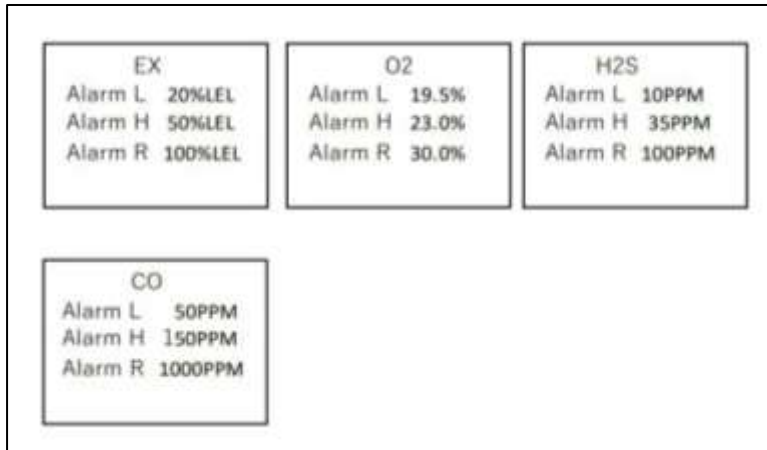 EX
Alarm L 20%LEL
Alarm H 50%LEL
Alarm R 100%LEL
O2
Alarm L 19.5%
Alarm H 23.0%
Alarm R 30.0%
H2S
Alarm L 10PPM
Alarm H 35PPM
Alarm R 100PPM
CO
Alarm L 50PPM
Alarm H 150PPM
Alarm R 1000PPM